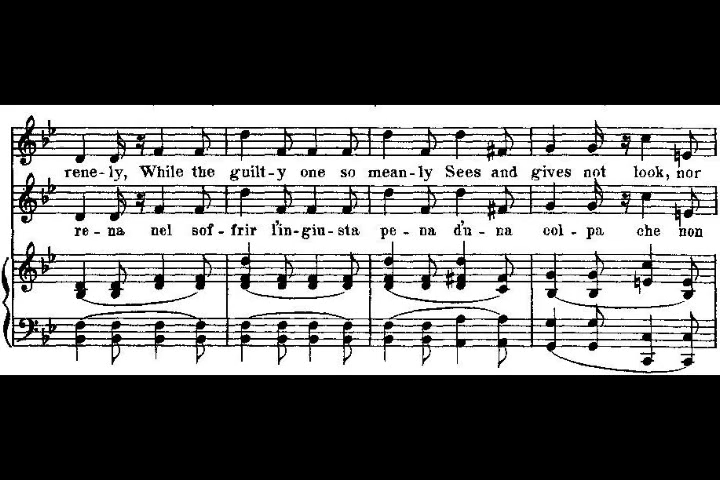 rene-ly, While the guilt-y one so mean-ly Sees and gives not look, nor
re-na nel sof-frir l'in-giu-sta pe-na d'u-na col-pa che non